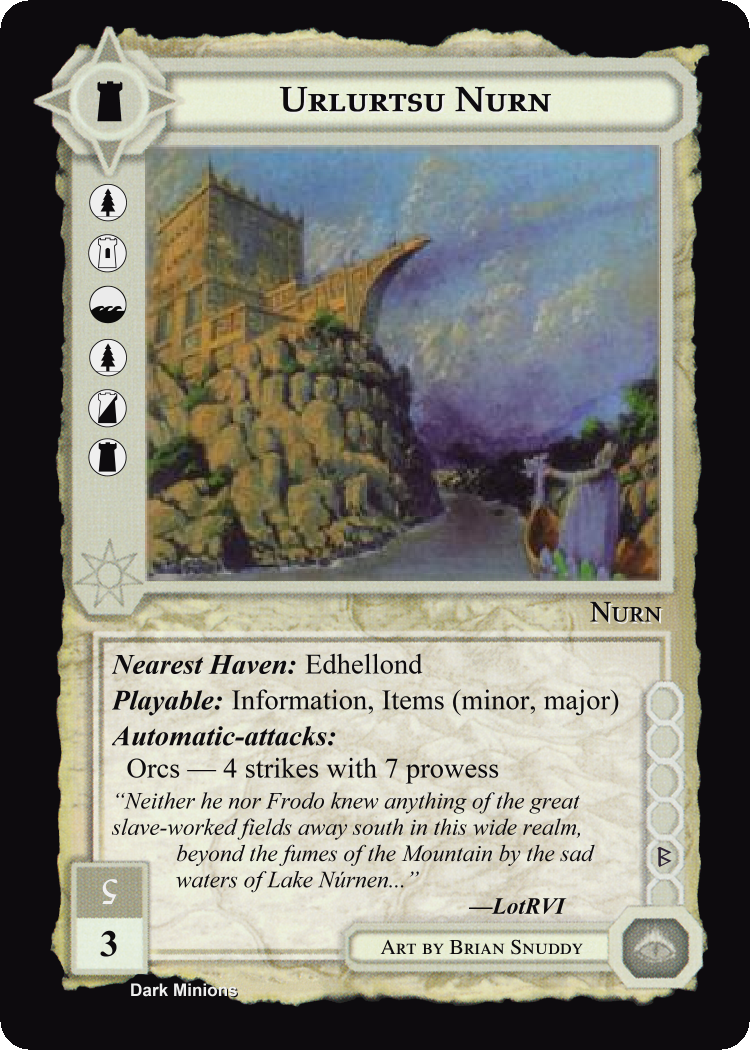 Urlurtsu Nurn
Nurn
Nearest Haven: Edhellond
Playable: Information, Items (minor, major)
Automatic-attacks:
Orcs — 4 strikes with 7 prowess
“Neither he nor Frodo knew anything of the great
slave-worked fields away south in this wide realm,
beyond the fumes of the Mountain by the sad
waters of Lake Núrnen...”
—LotRVI
3
Art by Brian Snuddy
Dark Minions